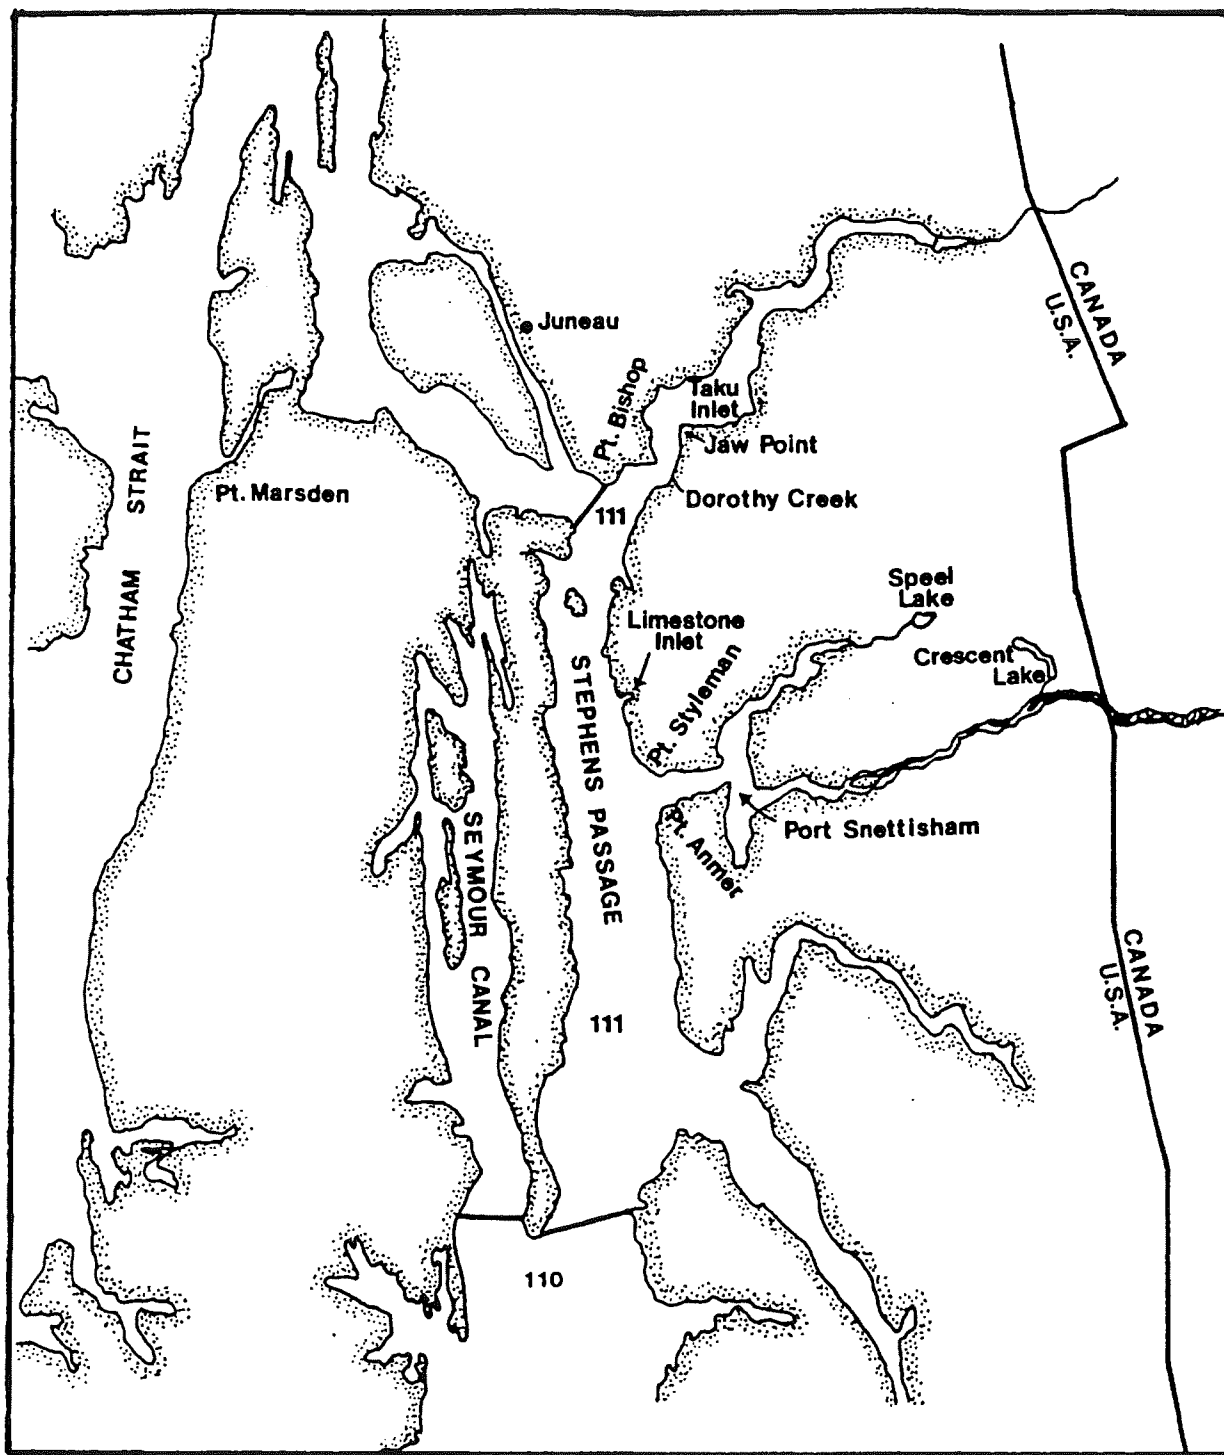 CANADA
U.S.A.
Juneau
Pt. Bishop
Taku
Inlet
Jaw Point
CHATHAM STRAIT
Pt. Marsden
Dorothy Creek
111
Speel
Lake
Limestone
Inlet
Crescent
Lake
STEPHENS PASSAGE
Pt. Styleman
SEYMOUR CANAL
Pt. Anmer
Port Snettisham
CANADA
U.S.A.
111
110